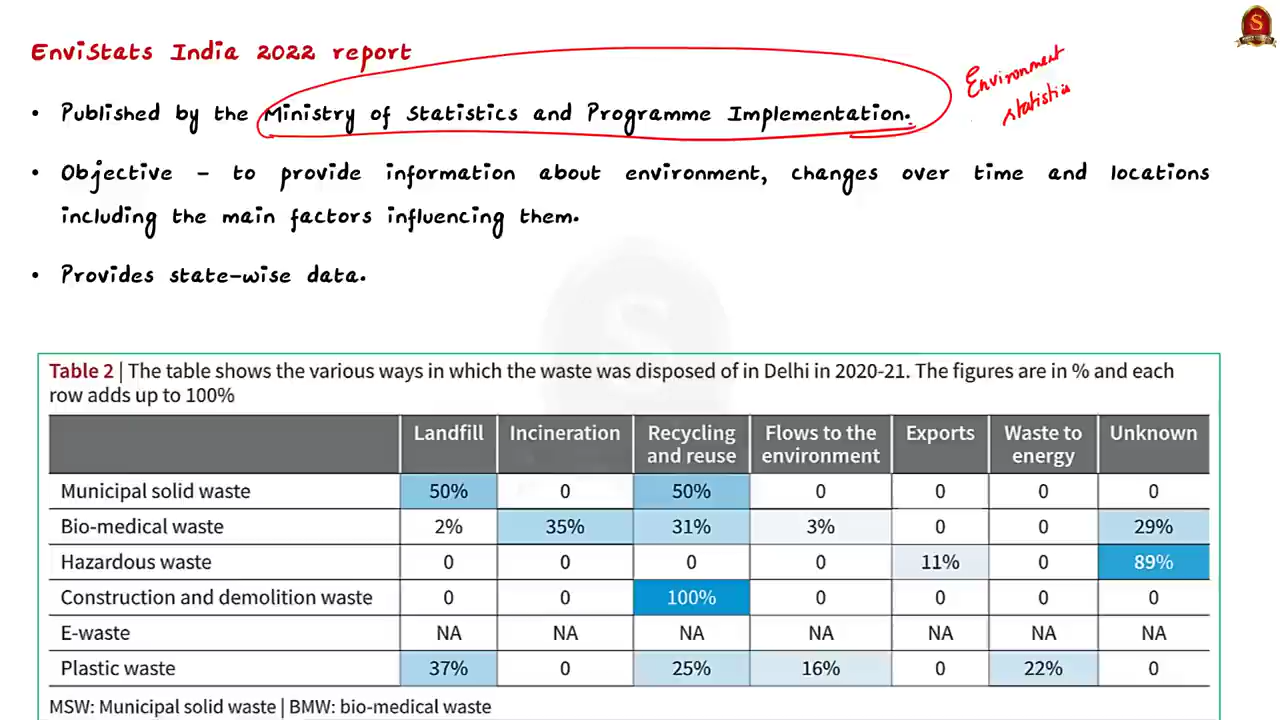 EnviStats India 2022 report
• Published by the Ministry of Statistics and Programme Implementation.
Environment
statistics
• Objective - to provide information about environment, changes over time and locations
including the main factors influencing them.
• Provides state-wise data.
Table 2 | The table shows the various ways in which the waste was disposed of in Delhi in 2020-21. The figures are in % and each
row adds up to 100%
Landfill Incineration Recycling and reuse Flows to the environment Exports Waste to energy Unknown
Municipal solid waste 50% 0 50% 0 0 0 0
Bio-medical waste 2% 35% 31% 3% 0 0 29%
Hazardous waste 0 0 0 0 11% 0 89%
Construction and demolition waste 0 0 100% 0 0 0 0
E-waste NA NA NA NA NA NA NA
Plastic waste 37% 0 25% 16% 0 22% 0
MSW: Municipal solid waste | BMW: bio-medical waste
S